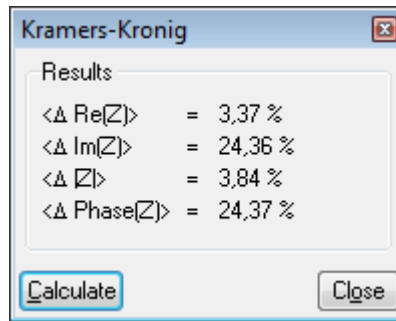 Kramers-Kronig
Results
<Δ Re(Z)> = 3,37 %
<Δ Im(Z)> = 24,36 %
<Δ |Z|> = 3,84 %
<Δ Phase(Z)> = 24,37 %
Calculate Close